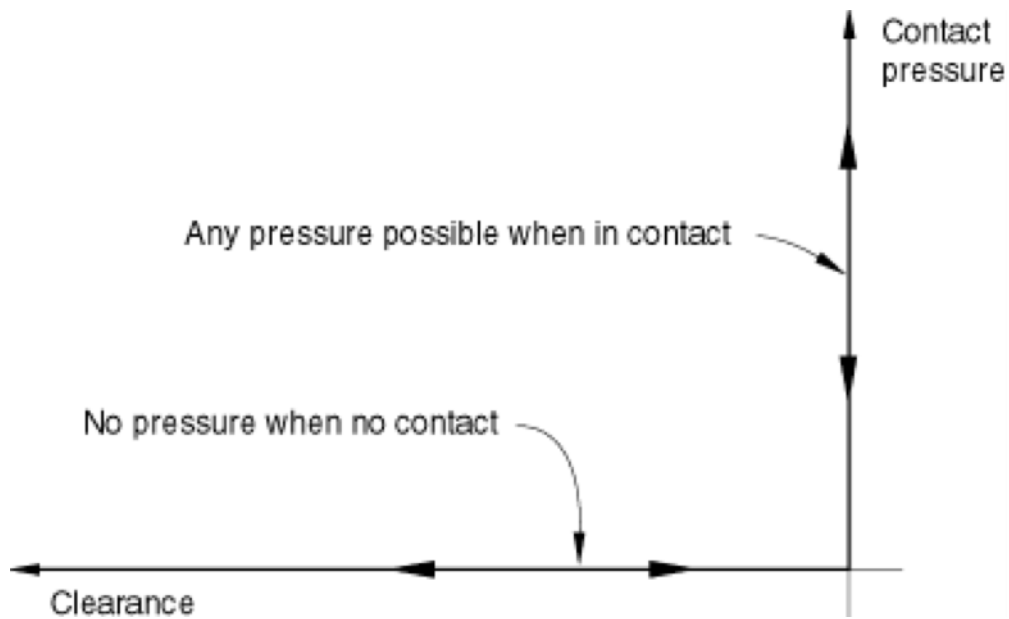 Contact
pressure
Any pressure possible when in contact
No pressure when no contact
Clearance